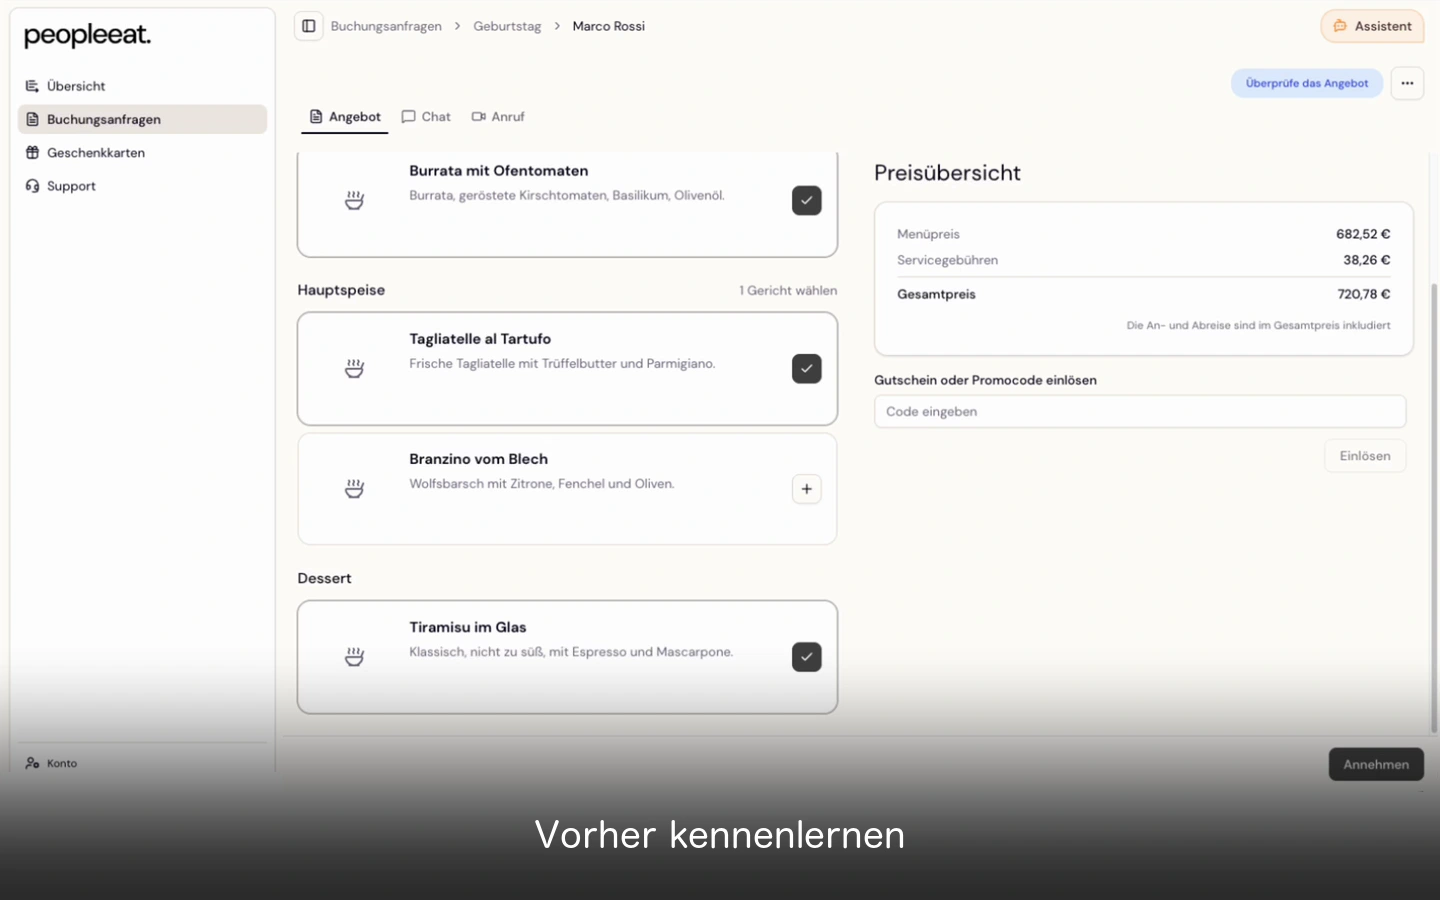 peopleeat.
Übersicht
Buchungsanfragen
Geschenkkarten
Support
Konto
Buchungsanfragen > Geburtstag > Marco Rossi
Assistent
Überprüfe das Angebot
Angebot
Chat
Anruf
Burrata mit Ofentomaten
Burrata, geröstete Kirschtomaten, Basilikum, Olivenöl.
Hauptspeise
1 Gericht wählen
Tagliatelle al Tartufo
Frische Tagliatelle mit Trüffelbutter und Parmigiano.
Branzino vom Blech
Wolfsbarsch mit Zitrone, Fenchel und Oliven.
Dessert
Tiramisu im Glas
Klassisch, nicht zu süß, mit Espresso und Mascarpone.
Preisübersicht
Menüpreis 682,52 €
Servicegebühren 38,26 €
Gesamtpreis 720,78 €
Die An- und Abreise sind im Gesamtpreis inkludiert
Gutschein oder Promocode einlösen
Code eingeben
Einlösen
Annehmen
Vorher kennenlernen